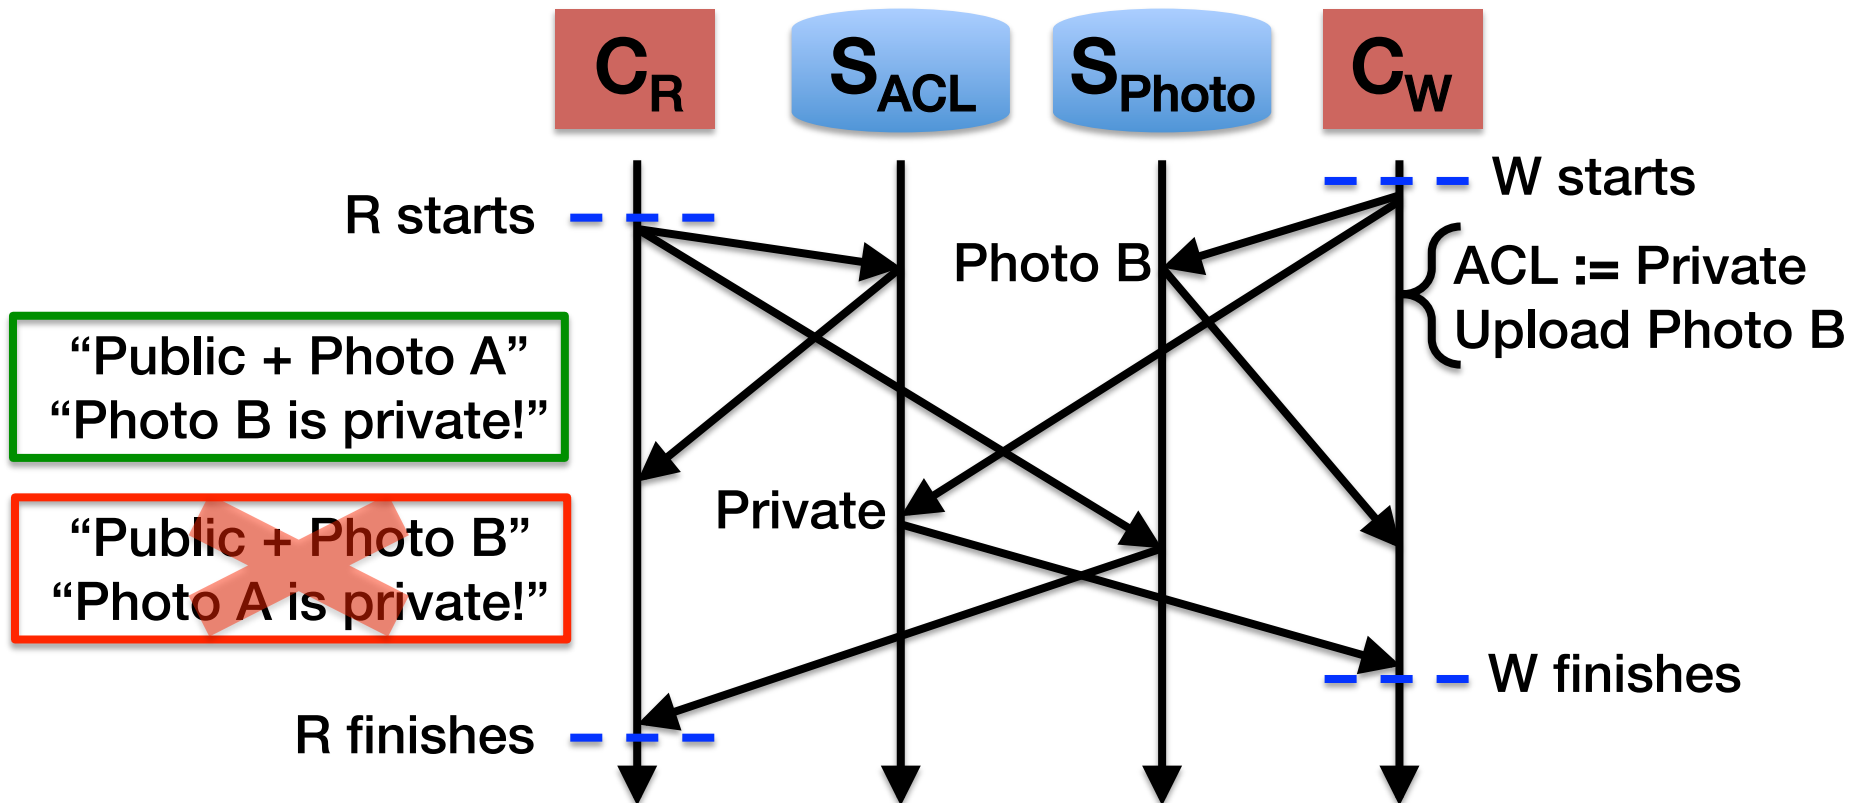 C_R
S_ACL
S_Photo
C_W
W starts
R starts
Photo B
ACL := Private
Upload Photo B
“Public + Photo A”
“Photo B is private!”
Private
“Public + Photo B”
“Photo A is private!”
W finishes
R finishes